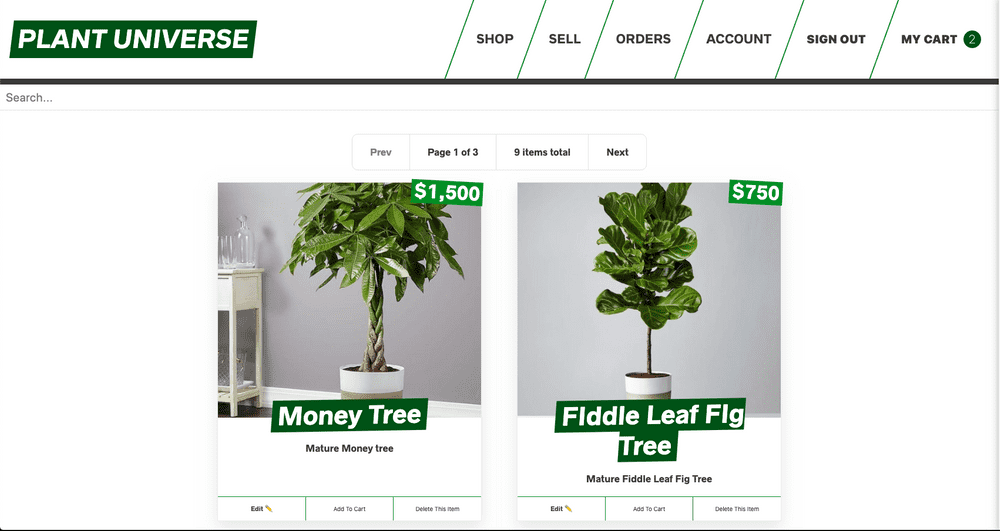 PLANT UNIVERSE
SHOP SELL ORDERS ACCOUNT SIGN OUT MY CART 2
Search...
Prev Page 1 of 3 9 items total Next
$1,500
$750
Money Tree
Mature Money tree
Edit ✏️ Add To Cart Delete This Item
Fiddle Leaf Fig
Tree
Mature Fiddle Leaf Fig Tree
Edit ✏️ Add To Cart Delete This Item